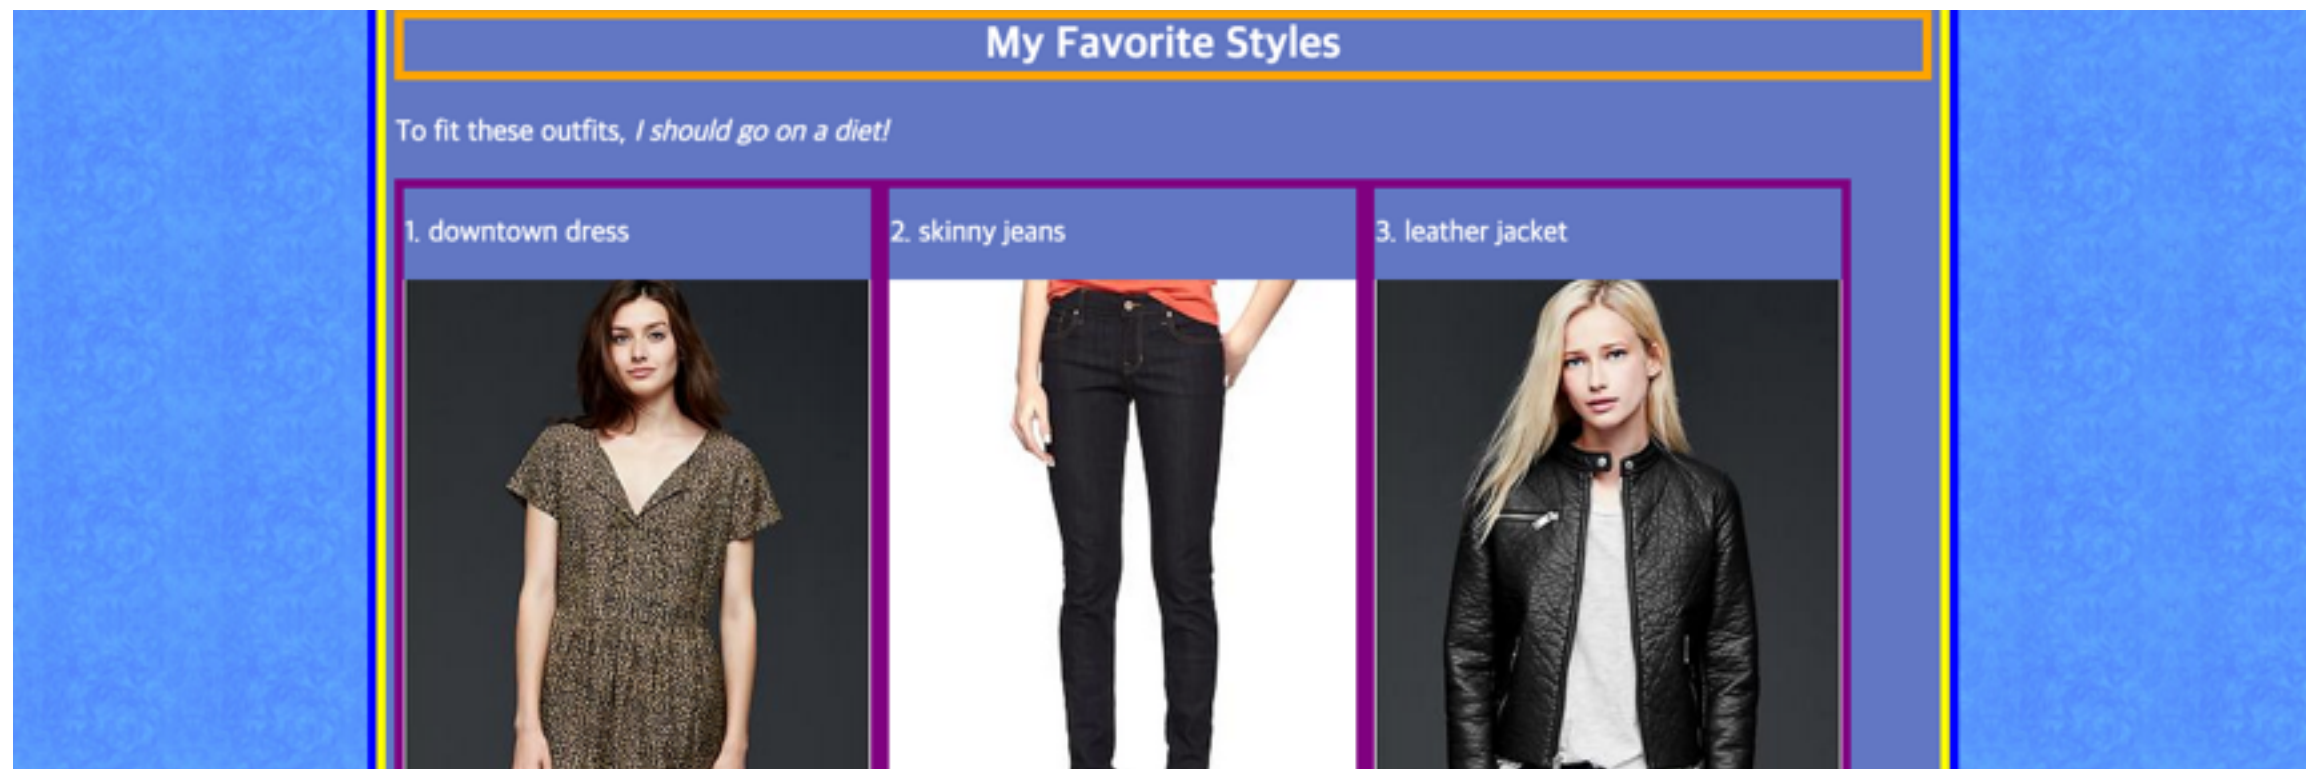 My Favorite Styles
To fit these outfits, I should go on a diet!
1. downtown dress
2. skinny jeans
3. leather jacket